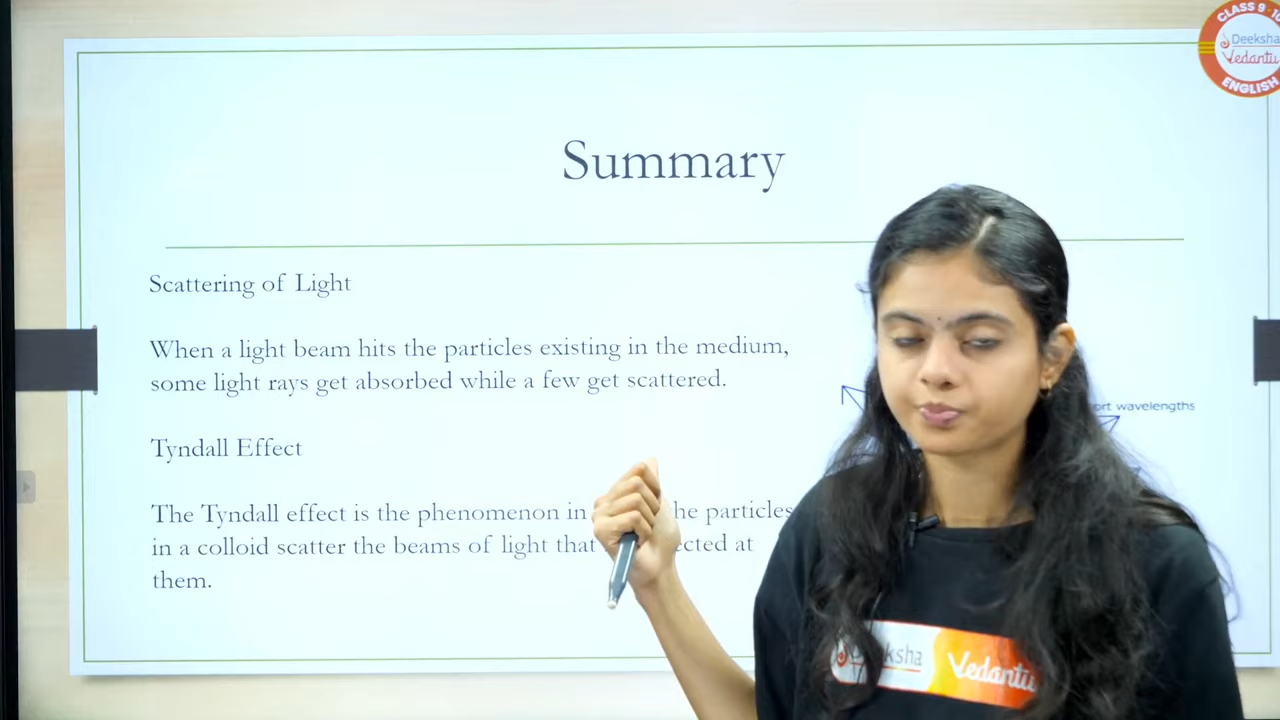 CLASS 9
Deeksha
Vedantu
ENGLISH
Summary
Scattering of Light
When a light beam hits the particles existing in the medium,
some light rays get absorbed while a few get scattered.
wavelengths
Tyndall Effect
The Tyndall effect is the phenomenon in he particles
in a colloid scatter the beams of light that ected at
them.
Vedantu